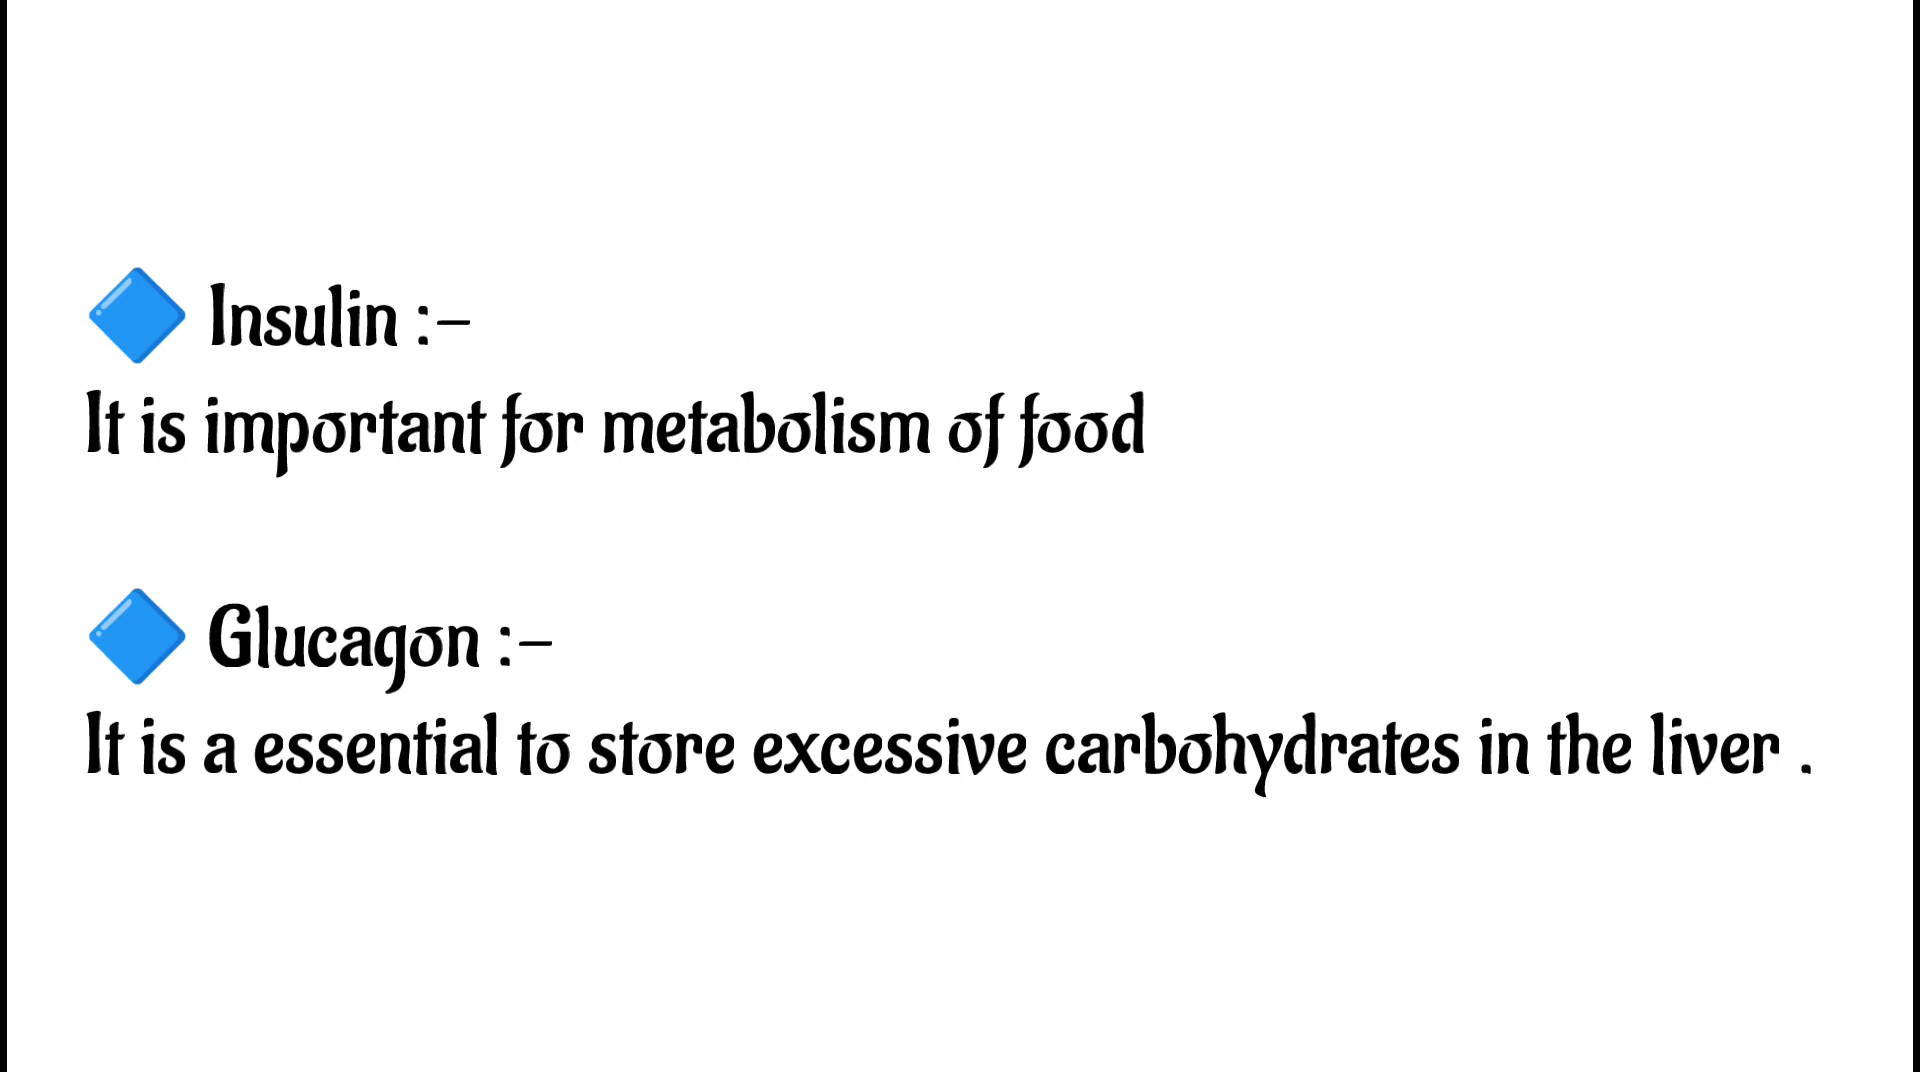 🔷 Insulin :-
It is important for metabolism of food
🔷 Glucagon :-
It is a essential to store excessive carbohydrates in the liver .